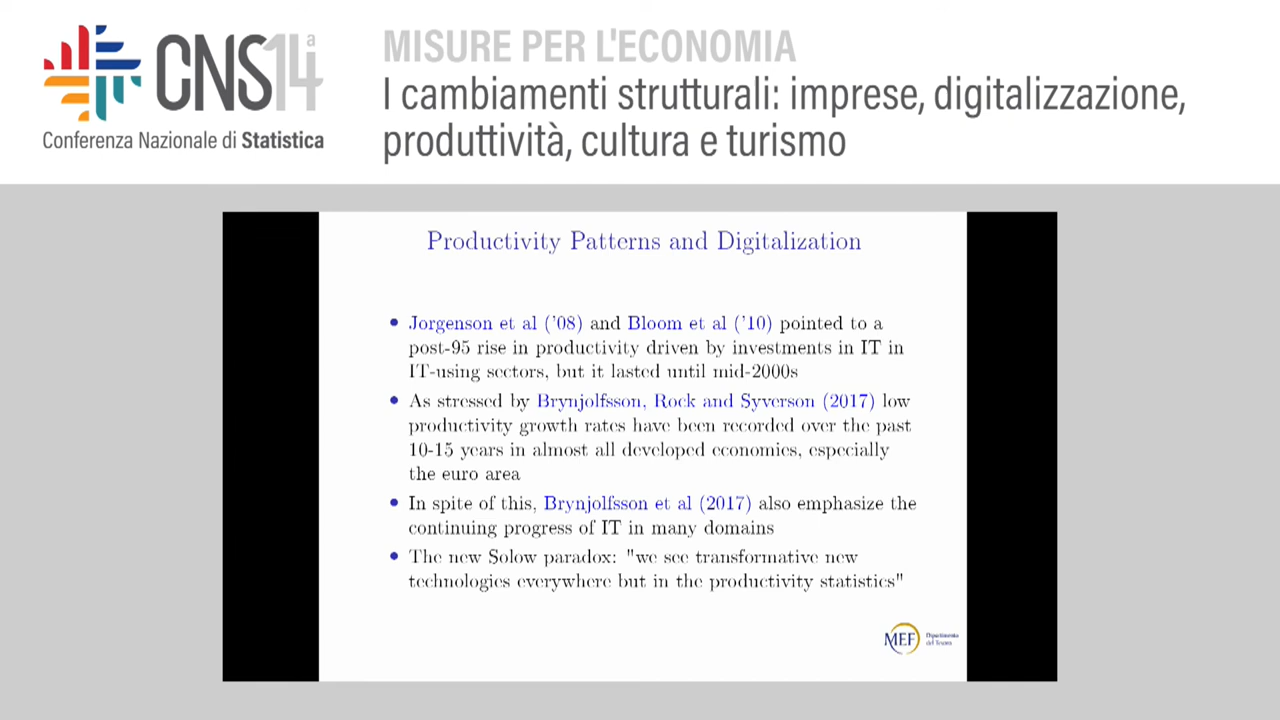 CNS14ª
Conferenza Nazionale di Statistica
MISURE PER L'ECONOMIA
I cambiamenti strutturali: imprese, digitalizzazione,
produttività, cultura e turismo
Productivity Patterns and Digitalization
• Jorgenson et al ('08) and Bloom et al ('10) pointed to a
post-95 rise in productivity driven by investments in IT in
IT-using sectors, but it lasted until mid-2000s
• As stressed by Brynjolfsson, Rock and Syverson (2017) low
productivity growth rates have been recorded over the past
10-15 years in almost all developed economies, especially
the euro area
• In spite of this, Brynjolfsson et al (2017) also emphasize the
continuing progress of IT in many domains
• The new Solow paradox: "we see transformative new
technologies everywhere but in the productivity statistics"
MEF
Dipartimento
del Tesoro